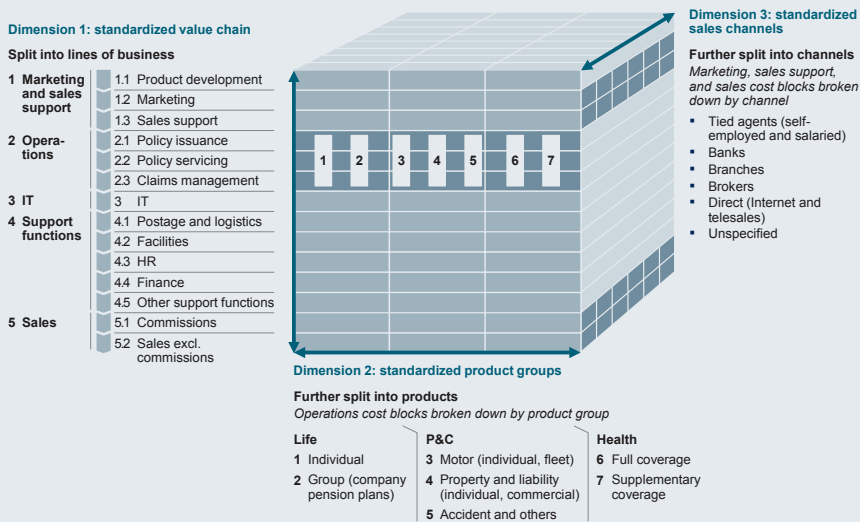 Dimension 1: standardized value chain
Split into lines of business
1 Marketing
and sales
support
1.1 Product development
1.2 Marketing
1.3 Sales support
2 Opera-
tions
2.1 Policy issuance
2.2 Policy servicing
2.3 Claims management
3 IT
3 IT
4 Support
functions
4.1 Postage and logistics
4.2 Facilities
4.3 HR
4.4 Finance
4.5 Other support functions
5 Sales
5.1 Commissions
5.2 Sales excl.
commissions
1 2 3 4 5 6 7
Dimension 3: standardized
sales channels
Further split into channels
Marketing, sales support,
and sales cost blocks broken
down by channel
▪ Tied agents (self-
employed and salaried)
▪ Banks
▪ Branches
▪ Brokers
▪ Direct (Internet and
telesales)
▪ Unspecified
Dimension 2: standardized product groups
Further split into products
Operations cost blocks broken down by product group
Life
1 Individual
2 Group (company
pension plans)
P&C
3 Motor (individual, fleet)
4 Property and liability
(individual, commercial)
5 Accident and others
Health
6 Full coverage
7 Supplementary
coverage